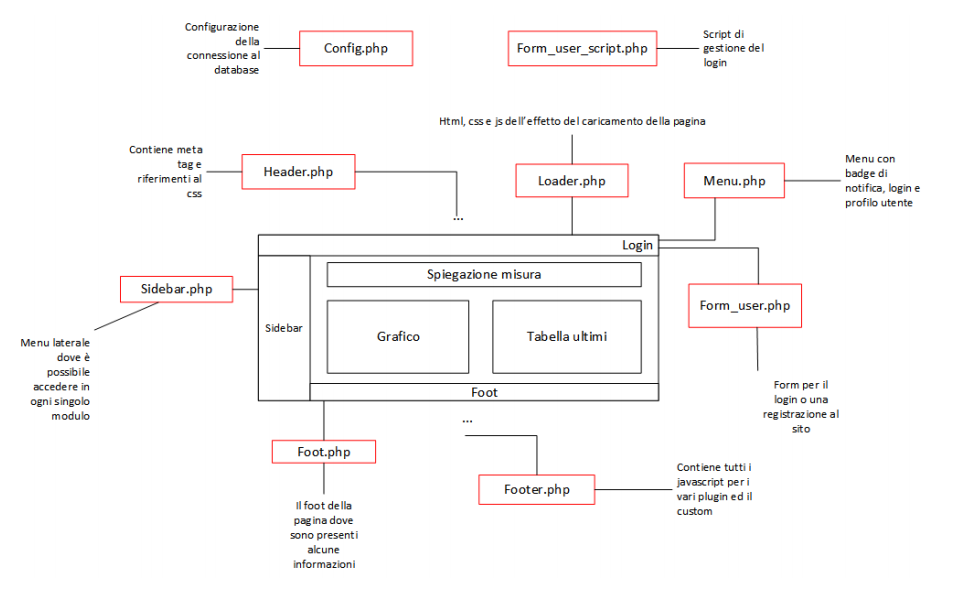 Configurazione
della
connessione al
database
Config.php
Form_user_script.php
Script di
gestione del
login
Html, css e js dell'effetto del caricamento della pagina
Contiene meta
tag e
riferimenti al
css
Header.php
...
Loader.php
Menu.php
Menu con
badge di
notifica, login e
profilo utente
Login
Spiegazione misura
Sidebar.php
Sidebar
Grafico
Tabella ultimi
Form_user.php
Menu laterale
dove è
possibile
accedere in
ogni singolo
modulo
Foot
Form per il
login o una
registrazione al
sito
...
Foot.php
Footer.php
Contiene tutti i
javascript per i
vari plugin ed il
custom
Il foot della
pagina dove
sono presenti
alcune
informazioni